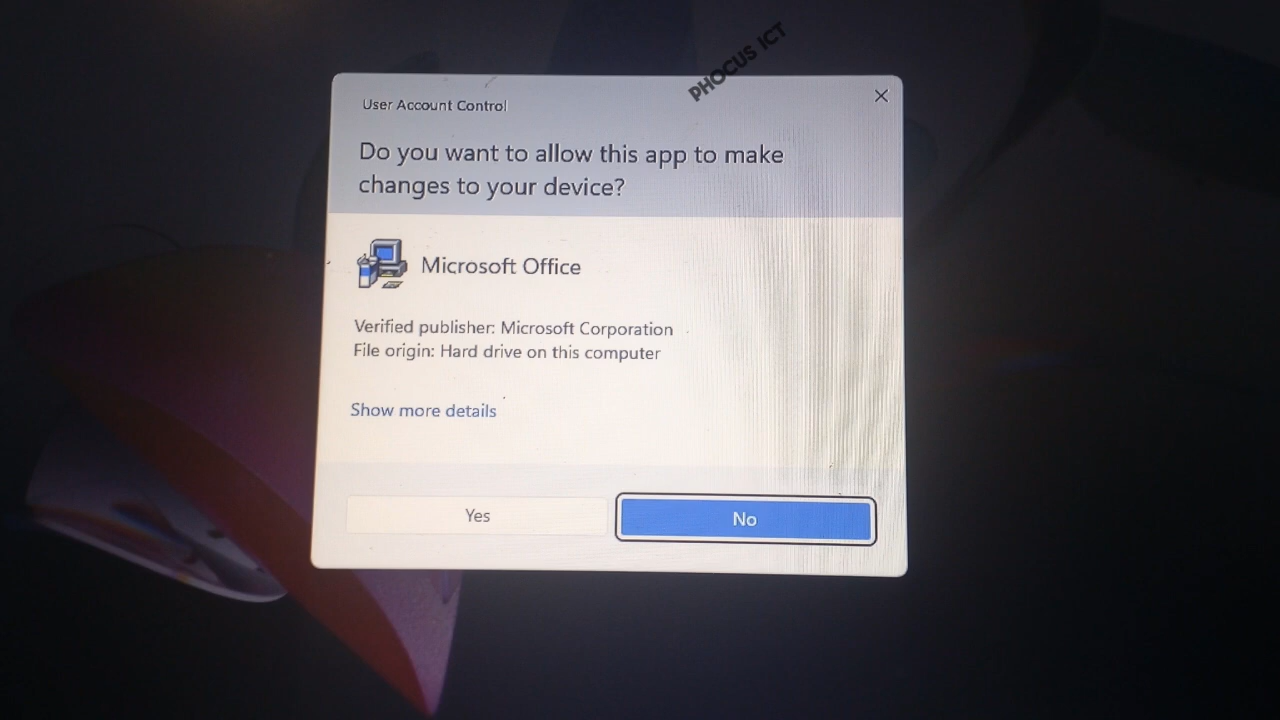 PHOCUS ICT
User Account Control
Do you want to allow this app to make
changes to your device?
Microsoft Office
Verified publisher: Microsoft Corporation
File origin: Hard drive on this computer
Show more details
Yes
No